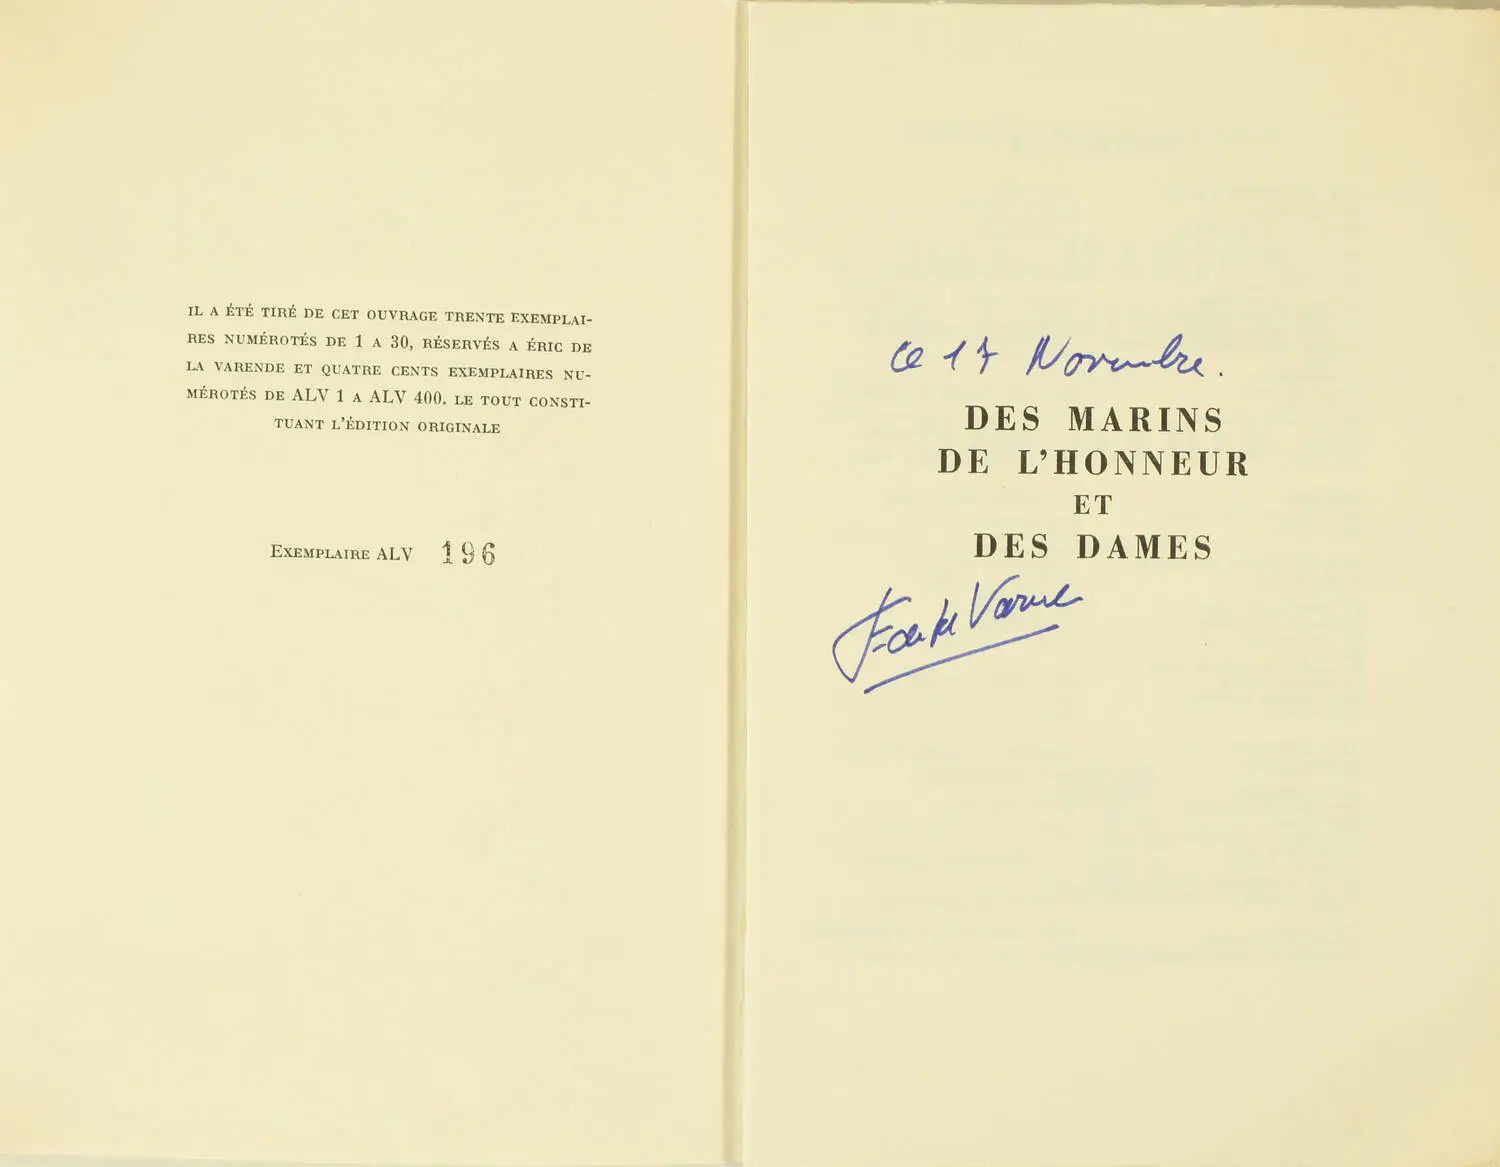 IL A ÉTÉ TIRÉ DE CET OUVRAGE TRENTE EXEMPLAI-
RES NUMÉROTÉS DE 1 A 30, RÉSERVÉS A ÉRIC DE
LA VARENDE ET QUATRE CENTS EXEMPLAIRES NU-
MÉROTÉS DE ALV 1 A ALV 400. LE TOUT CONSTI-
TUANT L'ÉDITION ORIGINALE
EXEMPLAIRE ALV 196
ce 17 Novembre.
DES MARINS
DE L'HONNEUR
ET
DES DAMES